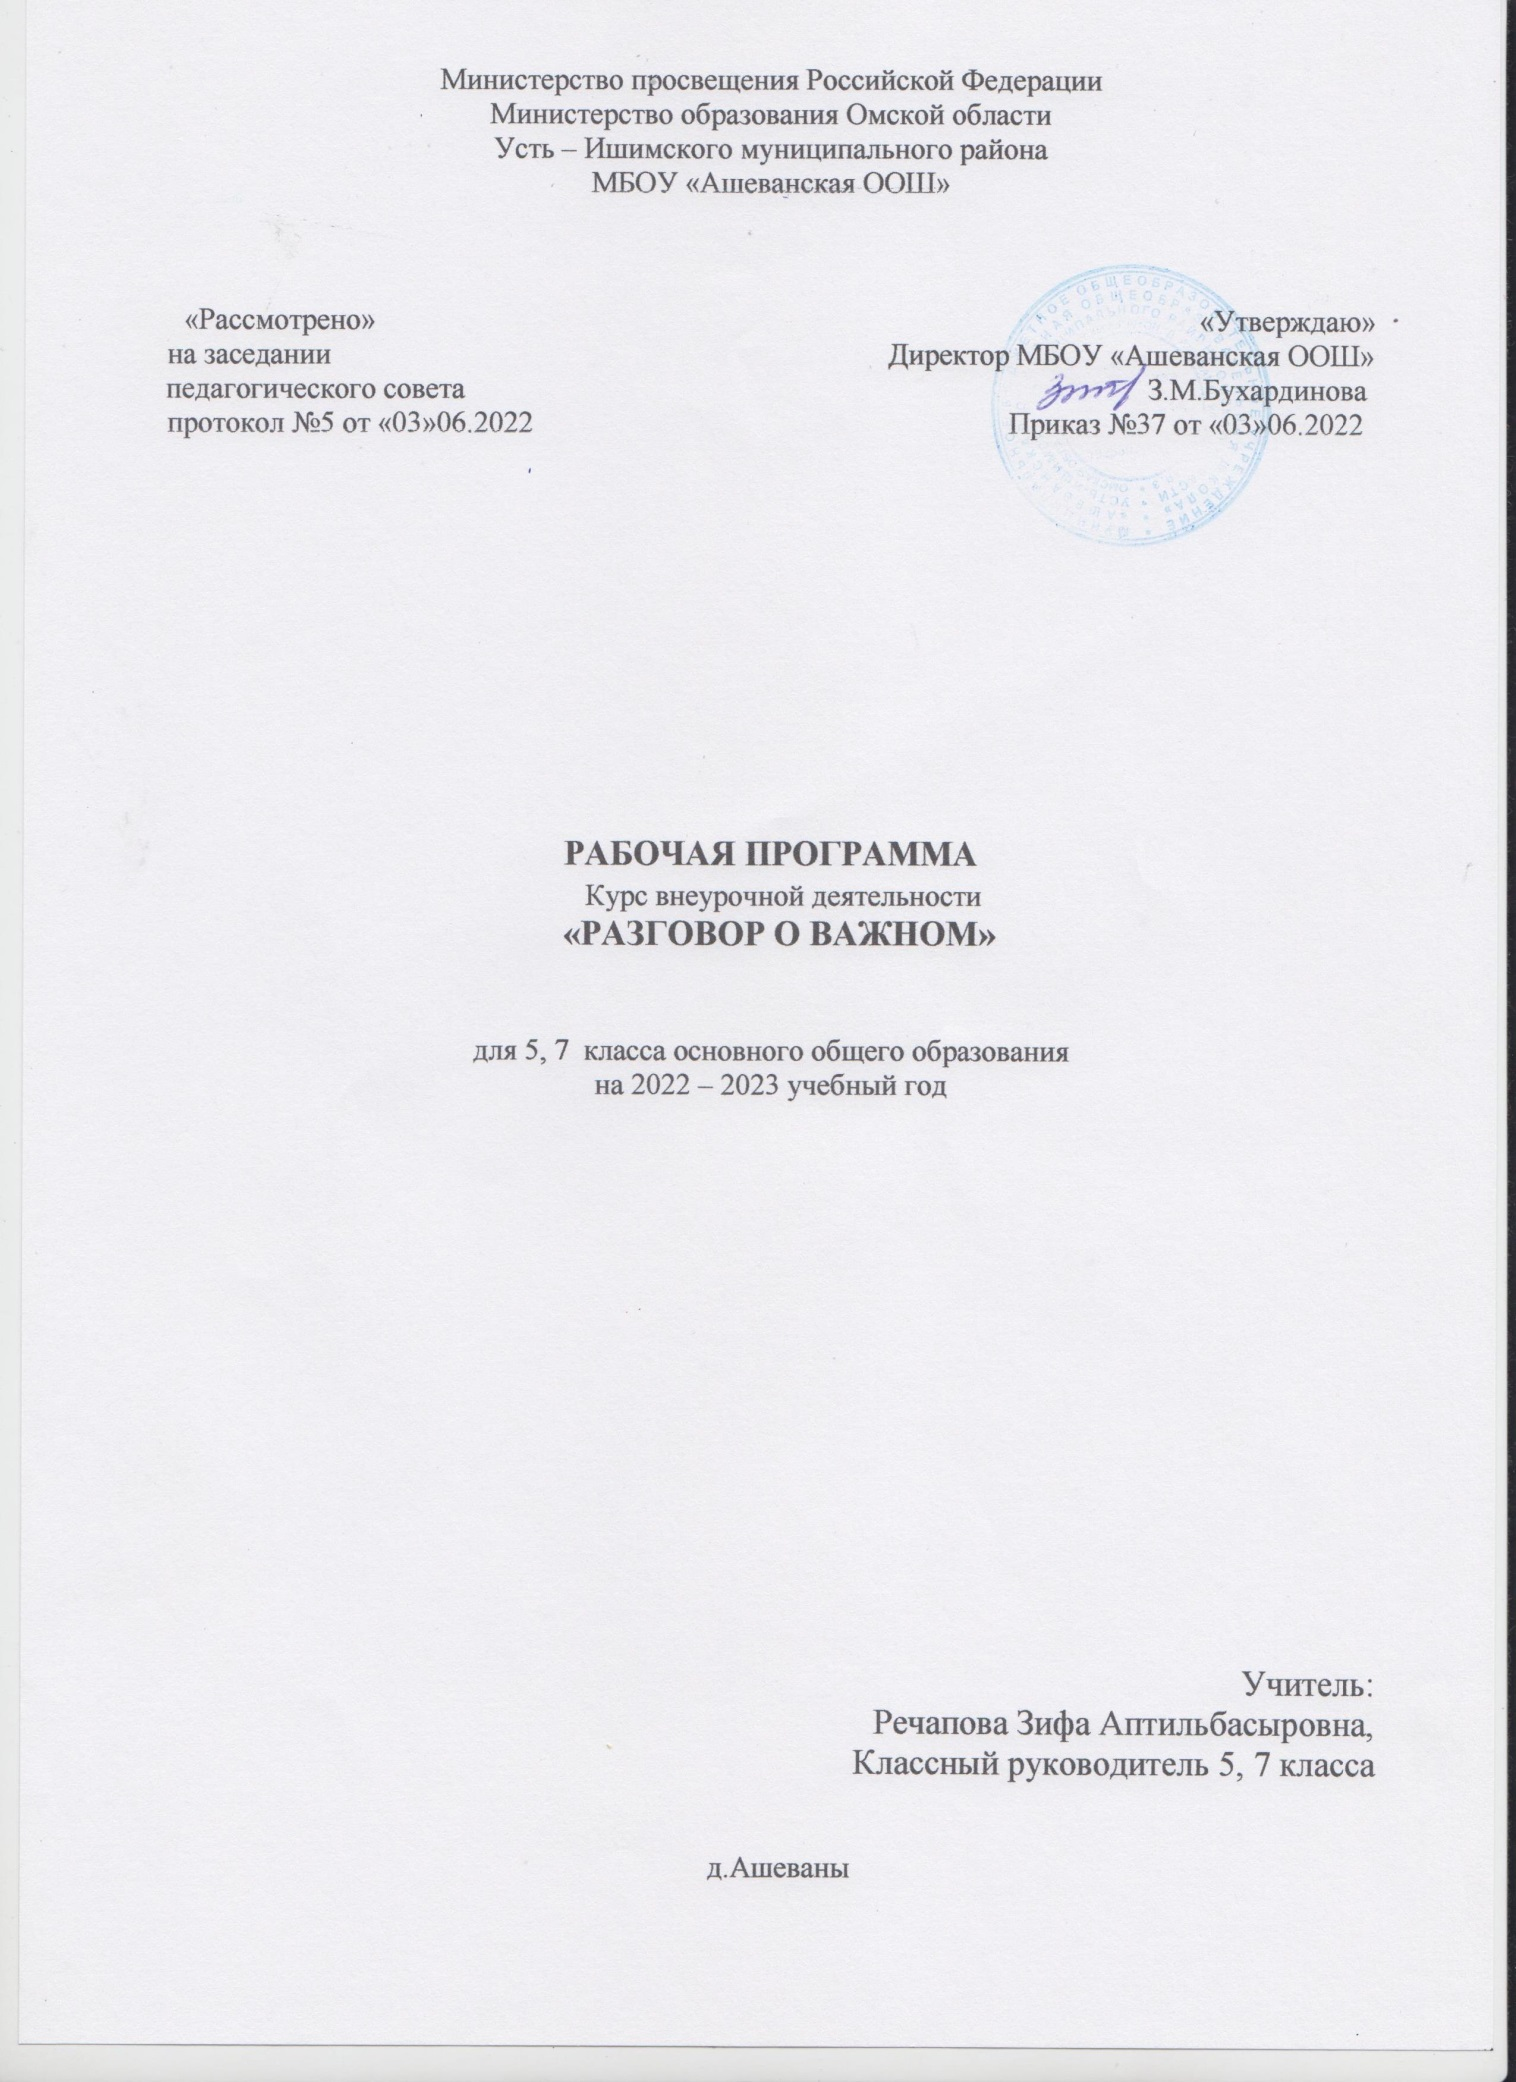 Министерство просвещения Российской Федерации
Министерство образования Омской области
Усть – Ишимского муниципального района
МБОУ «Ашеванская ООШ»
«Рассмотрено»
на заседании
педагогического совета
протокол №5 от «03»06.2022
«Утверждаю»
Директор МБОУ «Ашеванская ООШ»
З.М.Бухардинова
Приказ №37 от «03»06.2022
РАБОЧАЯ ПРОГРАММА
Курс внеурочной деятельности
«РАЗГОВОР О ВАЖНОМ»
для 5, 7 класса основного общего образования
на 2022 – 2023 учебный год
Учитель:
Речапова Зифа Аптильбасыровна,
Классный руководитель 5, 7 класса
д.Ашеваны